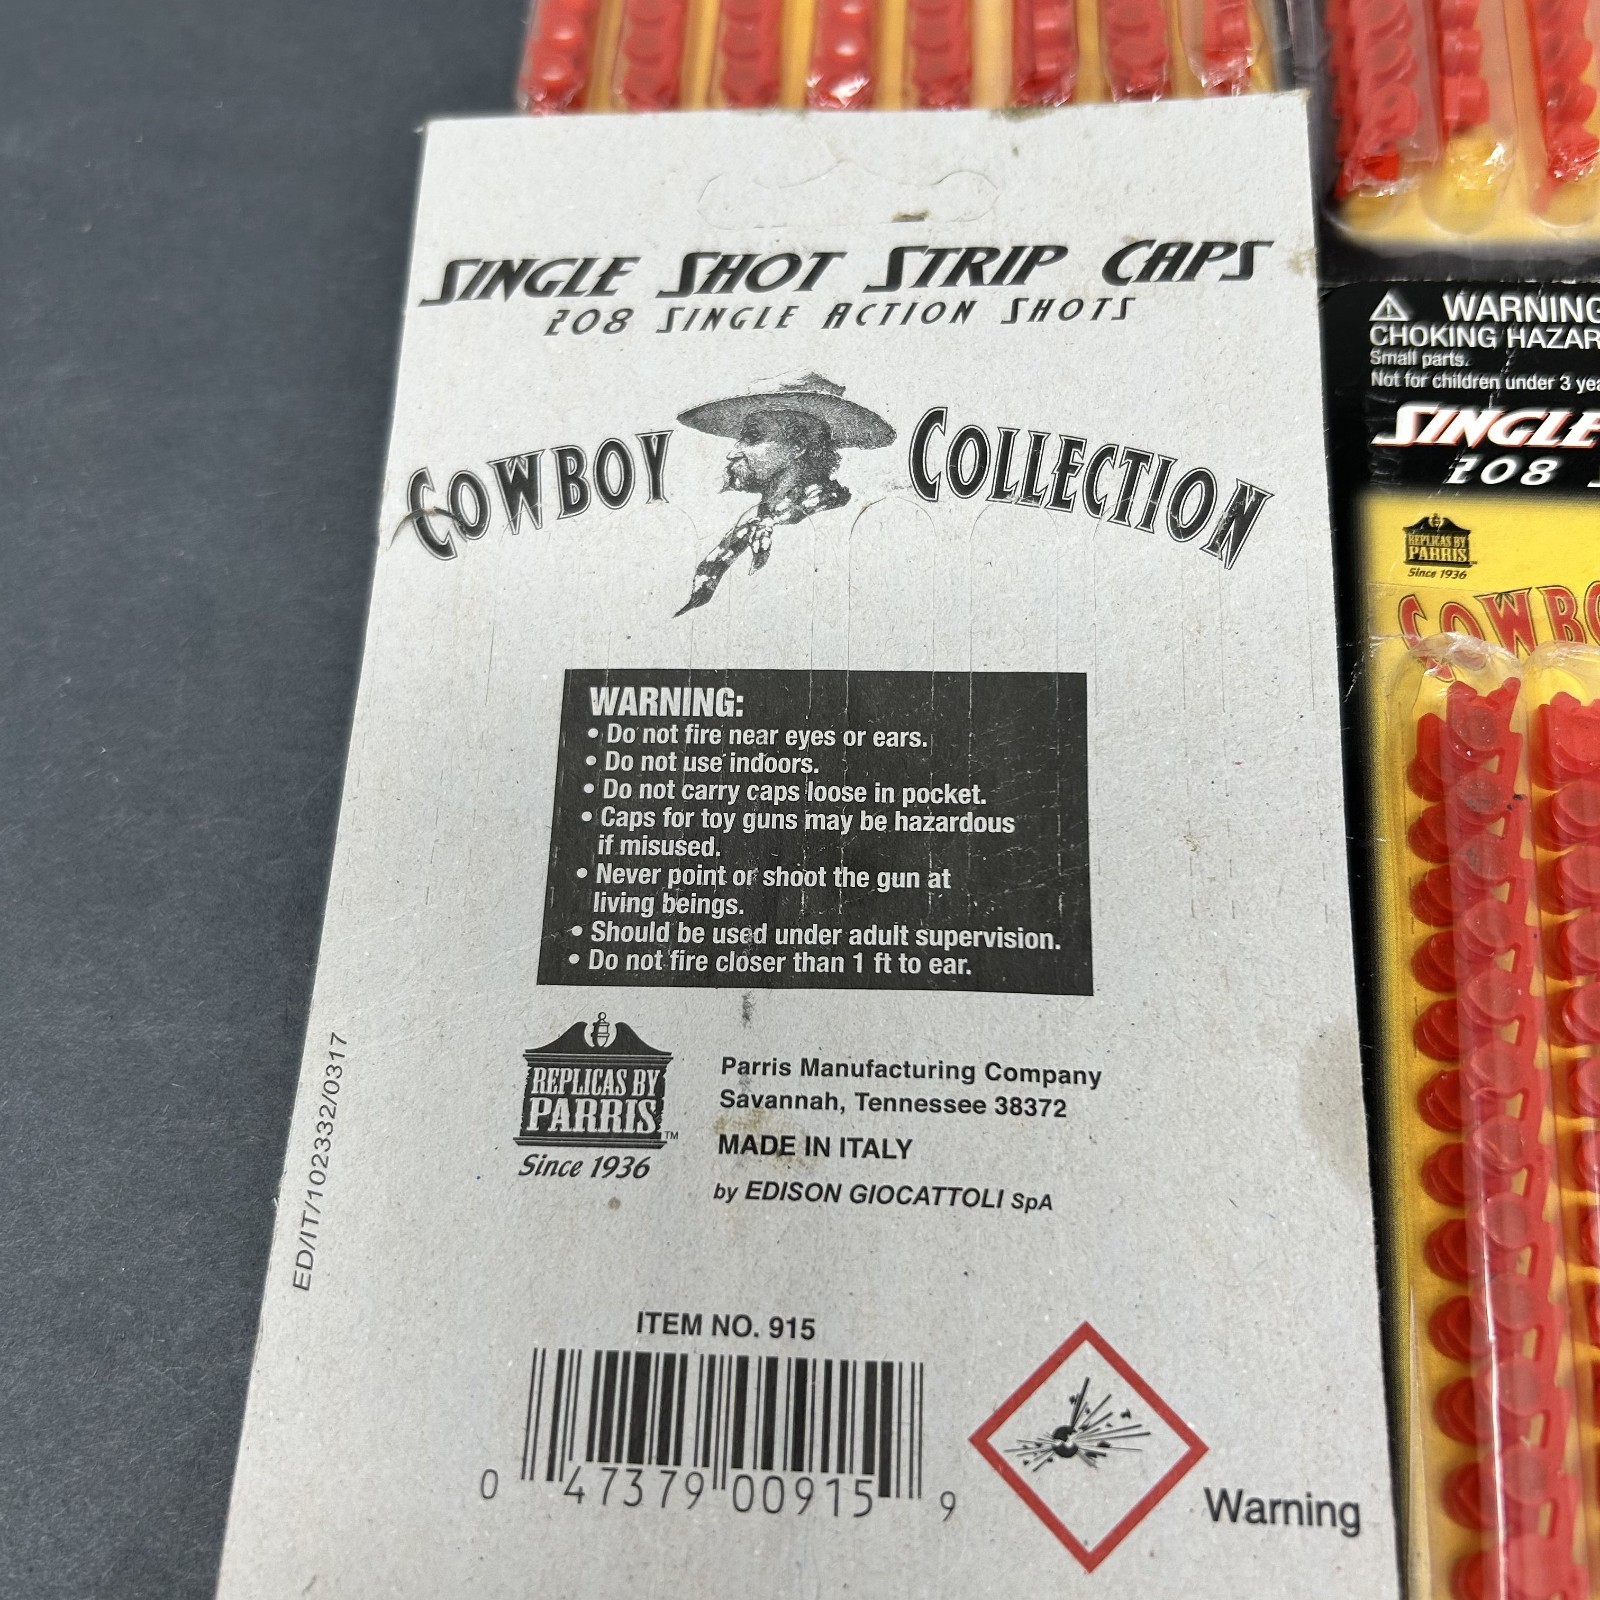 SINGLE SHOT STRIP CAPS
208 SINGLE ACTION SHOTS
COWBOY COLLECTION
WARNING:
• Do not fire near eyes or ears.
• Do not use indoors.
• Do not carry caps loose in pocket.
• Caps for toy guns may be hazardous
if misused.
• Never point or shoot the gun at
living beings.
• Should be used under adult supervision.
• Do not fire closer than 1 ft to ear.
REPLICAS BY
PARRIS™
Since 1936
Parris Manufacturing Company
Savannah, Tennessee 38372
MADE IN ITALY
by EDISON GIOCATTOLI SpA
ED/IT/102332/0317
ITEM NO. 915
0 47379 00915 9
Warning
⚠ WARNING
CHOKING HAZAR
Small parts.
Not for children under 3 yea
SINGLE
208
REPLICAS BY
PARRIS™
Since 1936
COWBO